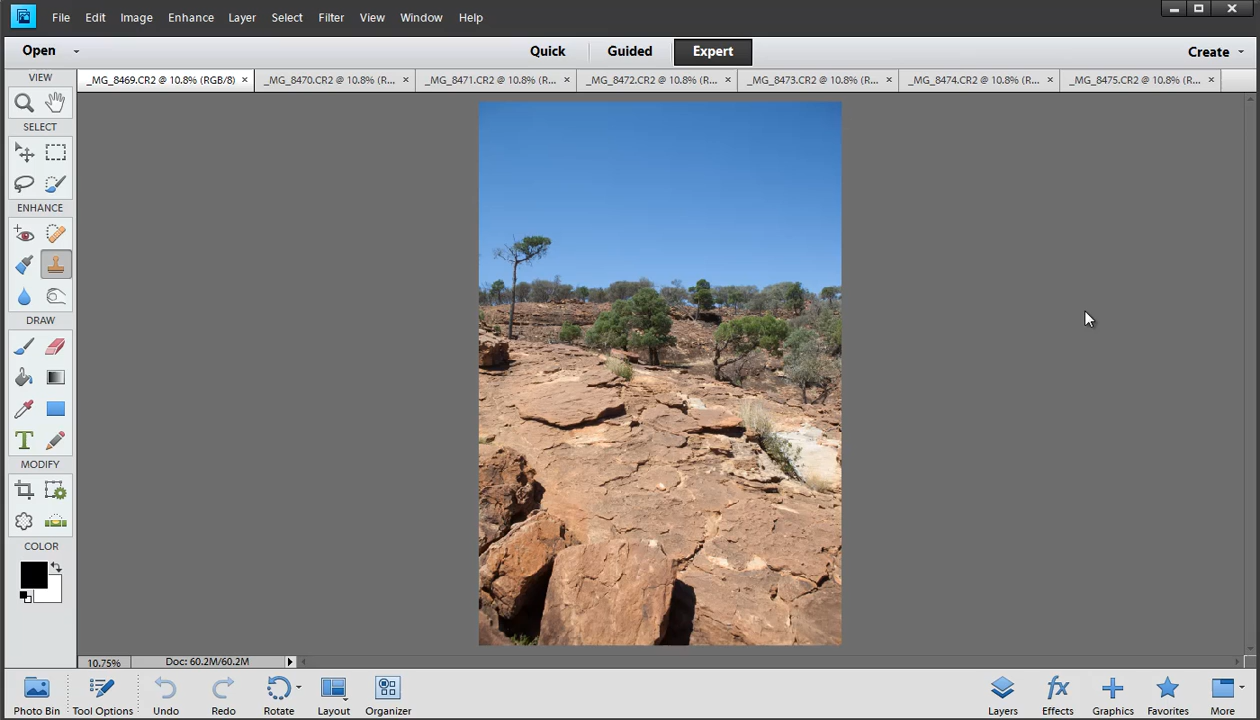 File Edit Image Enhance Layer Select Filter View Window Help
Open Quick Guided Expert Create
VIEW
_MG_8469.CR2 @ 10.8% (RGB/8) × _MG_8470.CR2 @ 10.8% (R... × _MG_8471.CR2 @ 10.8% (R... × _MG_8472.CR2 @ 10.8% (R... × _MG_8473.CR2 @ 10.8% (R... × _MG_8474.CR2 @ 10.8% (R... × _MG_8475.CR2 @ 10.8% (R... ×
SELECT
ENHANCE
DRAW
T
MODIFY
COLOR
10.75% Doc: 60.2M/60.2M
fx
Photo Bin Tool Options Undo Redo Rotate Layout Organizer Layers Effects Graphics Favorites More